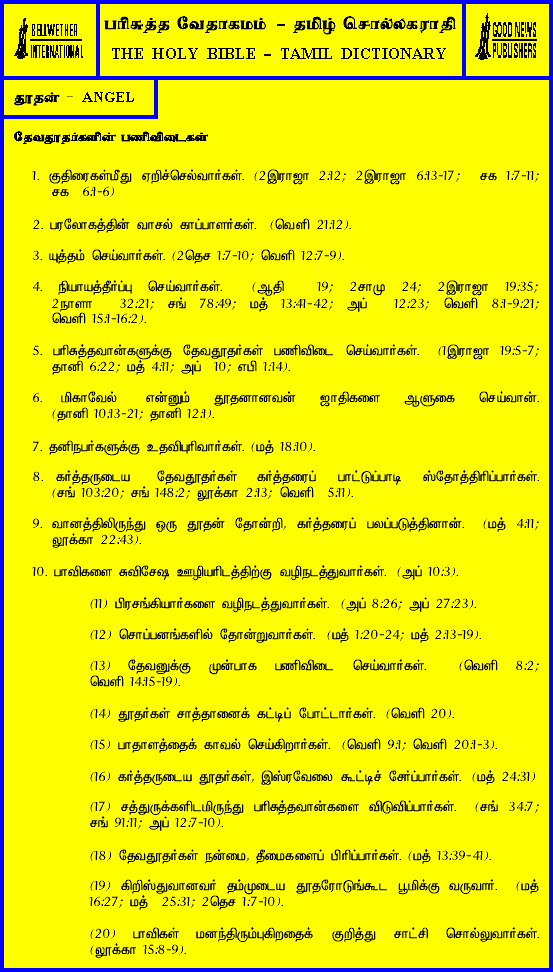 BELLWETHER
INTERNATIONAL
பரிசுத்த வேதாகமம் - தமிழ் சொல்லகராதி
THE HOLY BIBLE - TAMIL DICTIONARY
GOOD NEWS
PUBLISHERS
தூதன் - ANGEL
தேவதூதர்களின் பணிவிடைகள்
1. குதிரைகள்மீது ஏறிச்செல்வார்கள். (2இராஜா 2:12; 2இராஜா 6:13-17; சக 1:7-11;
சக 6:1-6)
2. பரலோகத்தின் வாசல் காப்பாளர்கள். (வெளி 21:12).
3. யுத்தம் செய்வார்கள். (2தெச 1:7-10; வெளி 12:7-9).
4. நியாயத்தீர்ப்பு செய்வார்கள். (ஆதி 19; 2சாமு 24; 2இராஜா 19:35;
2நாளா 32:21; சங் 78:49; மத் 13:41-42; அப் 12:23; வெளி 8:1-9:21;
வெளி 15:1-16:2).
5. பரிசுத்தவான்களுக்கு தேவதூதர்கள் பணிவிடை செய்வார்கள். (1இராஜா 19:5-7;
தானி 6:22; மத் 4:11; அப் 10; எபி 1:14).
6. மிகாவேல் என்னும் தூதனானவன் ஜாதிகளை ஆளுகை செய்வான்.
(தானி 10:13-21; தானி 12:1).
7. தனிநபர்களுக்கு உதவிபுரிவார்கள். (மத் 18:10).
8. கர்த்தருடைய தேவதூதர்கள் கர்த்தரைப் பாட்டுப்பாடி ஸ்தோத்திரிப்பார்கள்.
(சங் 103:20; சங் 148:2; லூக்கா 2:13; வெளி 5:11).
9. வானத்திலிருந்து ஒரு தூதன் தோன்றி, கர்த்தரைப் பலப்படுத்தினான். (மத் 4:11;
லூக்கா 22:43).
10. பாவிகளை சுவிசேஷ ஊழியரிடத்திற்கு வழிநடத்துவார்கள். (அப் 10:3).
(11) பிரசங்கியார்களை வழிநடத்துவார்கள். (அப் 8:26; அப் 27:23).
(12) சொப்பனங்களில் தோன்றுவார்கள். (மத் 1:20-24; மத் 2:13-19).
(13) தேவனுக்கு முன்பாக பணிவிடை செய்வார்கள். (வெளி 8:2;
வெளி 14:15-19).
(14) தூதர்கள் சாத்தானைக் கட்டிப் போட்டார்கள். (வெளி 20).
(15) பாதாளத்தைக் காவல் செய்கிறார்கள். (வெளி 9:1; வெளி 20:1-3).
(16) கர்த்தருடைய தூதர்கள், இஸ்ரவேலை கூட்டிச் சேர்ப்பார்கள். (மத் 24:31)
(17) சத்துருக்களிடமிருந்து பரிசுத்தவான்களை விடுவிப்பார்கள். (சங் 34:7;
சங் 91:11; அப் 12:7-10).
(18) தேவதூதர்கள் நன்மை, தீமைகளைப் பிரிப்பார்கள். (மத் 13:39-41).
(19) கிறிஸ்துவானவர் தம்முடைய தூதரோடுங்கூட பூமிக்கு வருவார். (மத்
16:27; மத் 25:31; 2தெச 1:7-10).
(20) பாவிகள் மனந்திரும்புகிறதைக் குறித்து சாட்சி சொல்லுவார்கள்.
(லூக்கா 15:8-9).